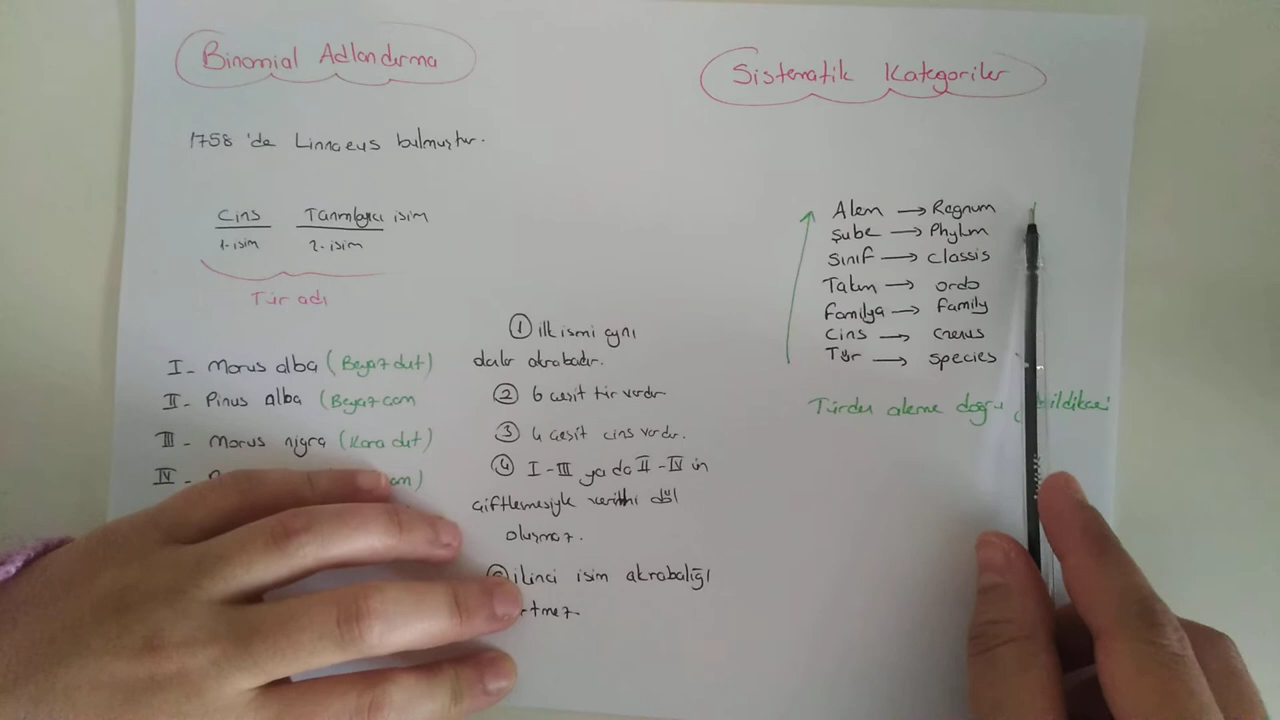 Binomial Adlandırma
1758 'de Linnaeus bulmuştur.
Cins Tanımlayıcı isim
1.isim 2.isim
Tür adı
I- Morus alba (Beyaz dut)
II- Pinus alba (Beyaz çam
III- Morus nigra (Kara dut)
IV-
① ilk ismi aynı
olanlar akrabadır.
② 6 çeşit tür vardır
③ 4 çeşit cins vardır.
④ I-III ya da II-IV ün
çiftleşmesiyle verimli döl
oluşmaz.
ikinci isim akrabalığı
Sistematik Kategoriler
Alem → Regnum
Şube → Phylum
Sınıf → classis
Takım → ordo
Familya → Family
Cins → Genus
Tür → species
Türden aleme doğru